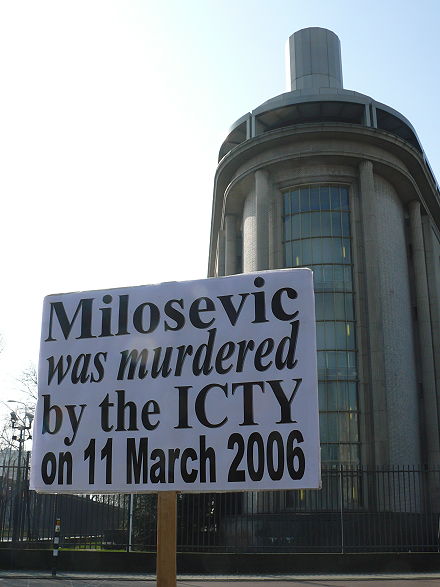 Milosevic
was murdered
by the ICTY
on 11 March 2006